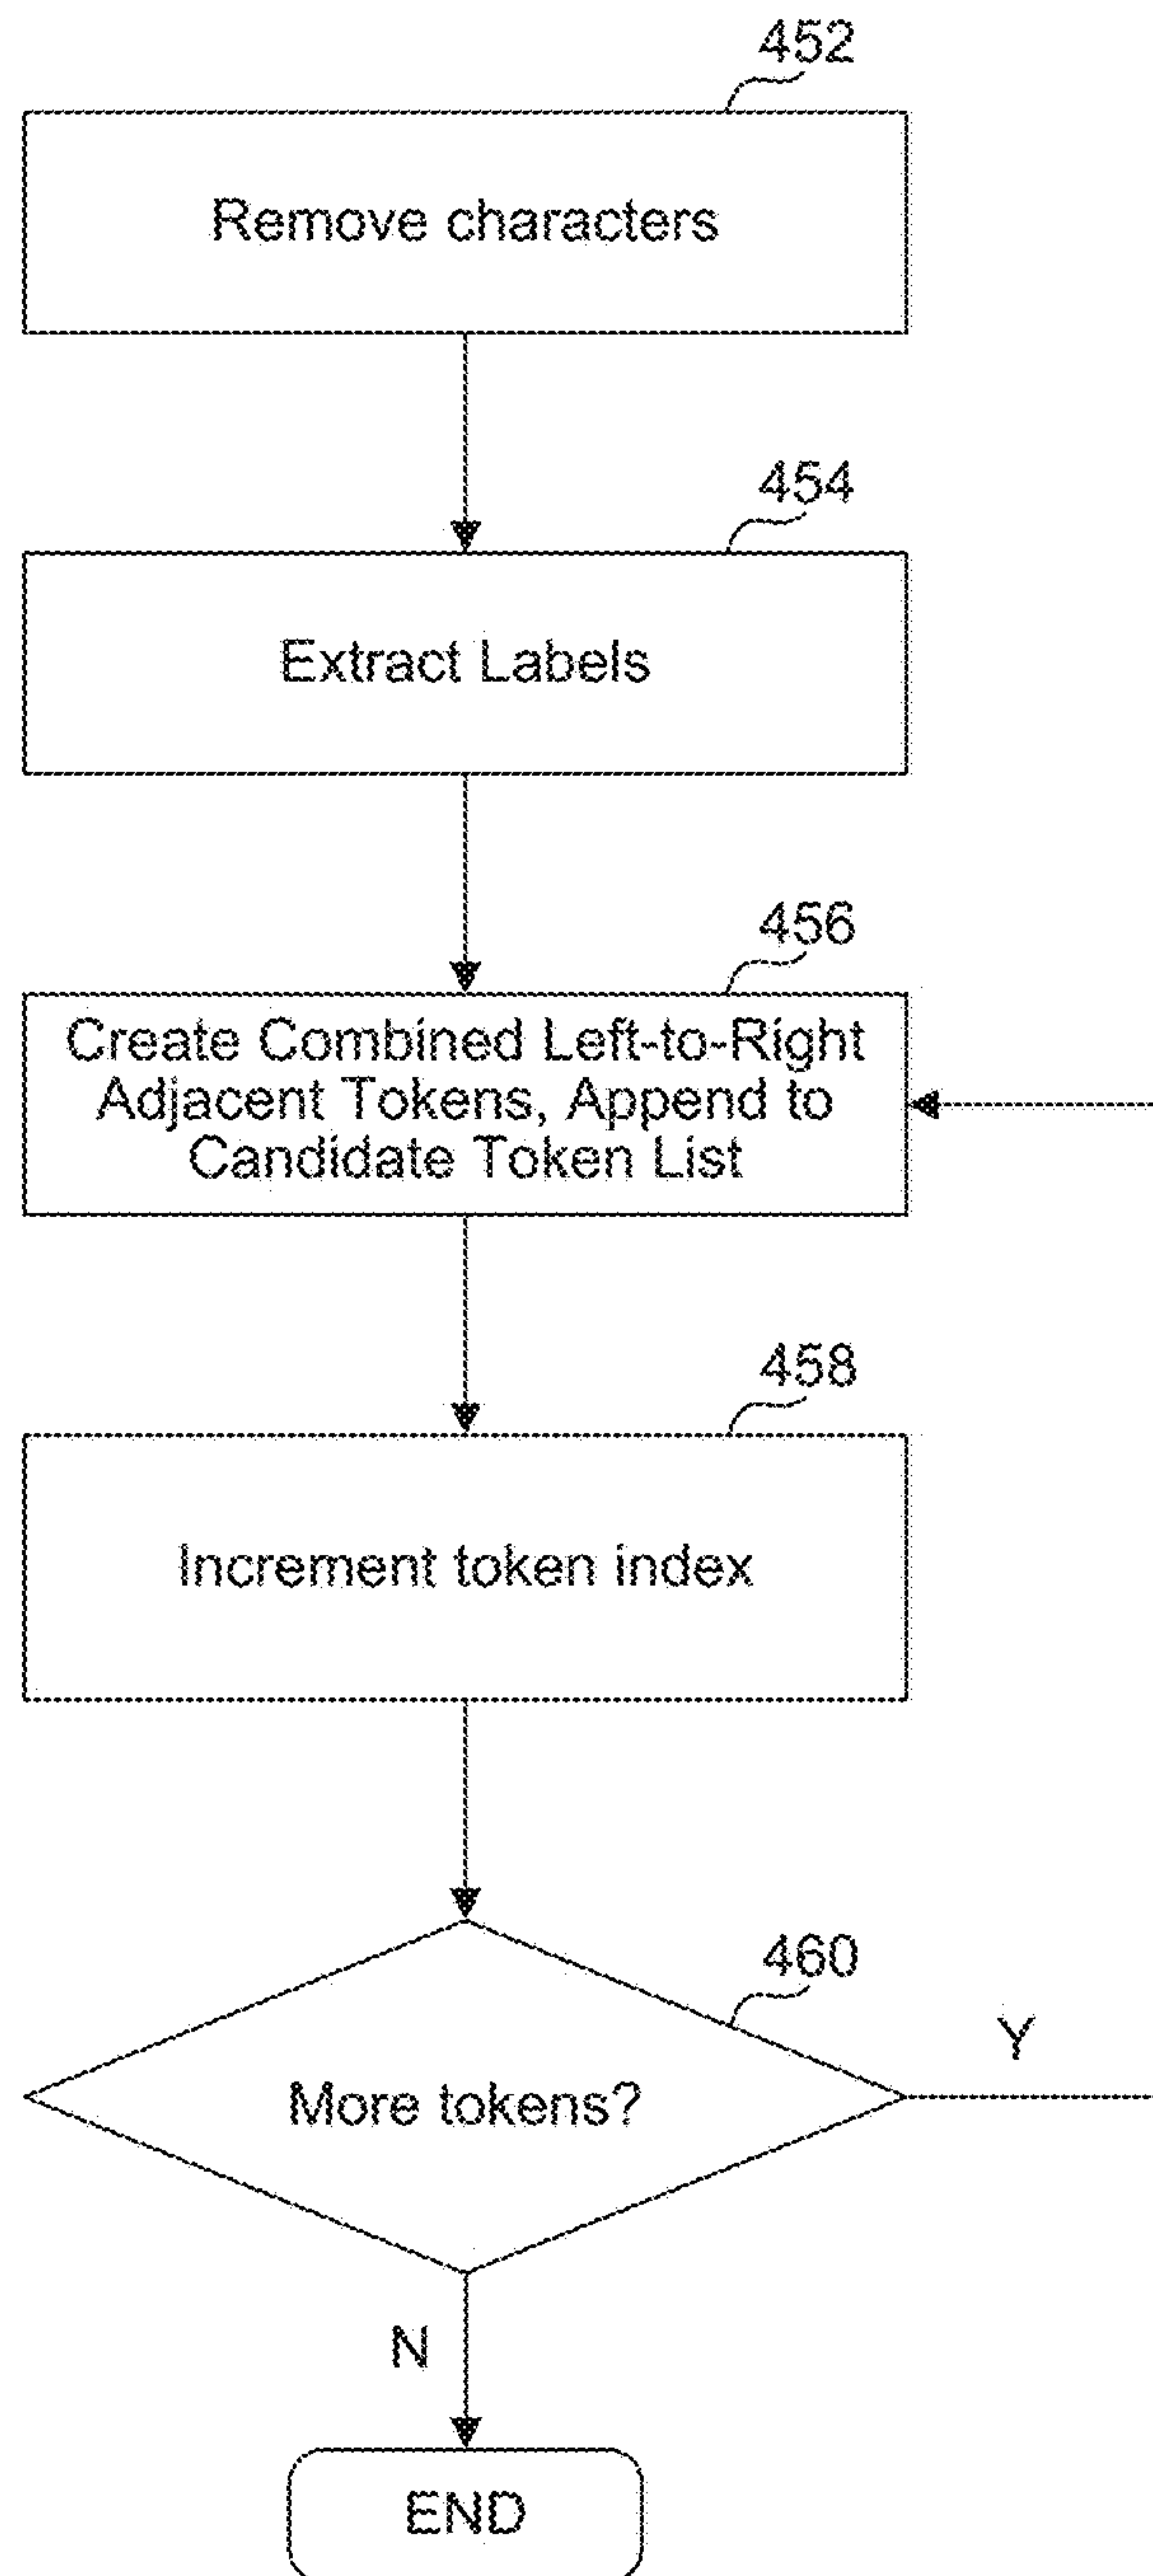 452
Remove characters
454
Extract Labels
456
Create Combined Left-to-Right
Adjacent Tokens, Append to
Candidate Token List
458
Increment token index
460
More tokens?
Y
N
END